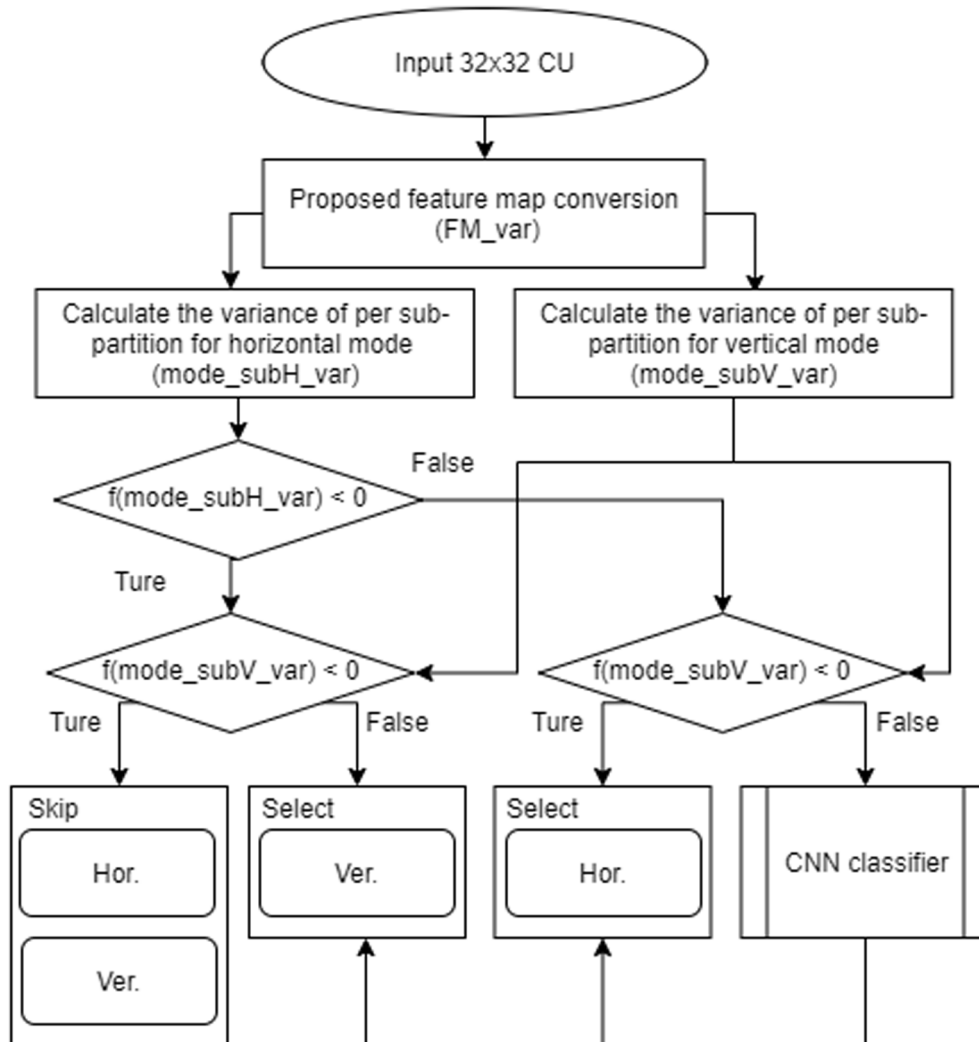 Input 32x32 CU
Proposed feature map conversion
(FM_var)
Calculate the variance of per sub-
partition for horizontal mode
(mode_subH_var)
Calculate the variance of per sub-
partition for vertical mode
(mode_subV_var)
f(mode_subH_var) < 0
False
Ture
f(mode_subV_var) < 0
f(mode_subV_var) < 0
Ture
False
Ture
False
Skip
Hor.
Ver.
Select
Ver.
Select
Hor.
CNN classifier